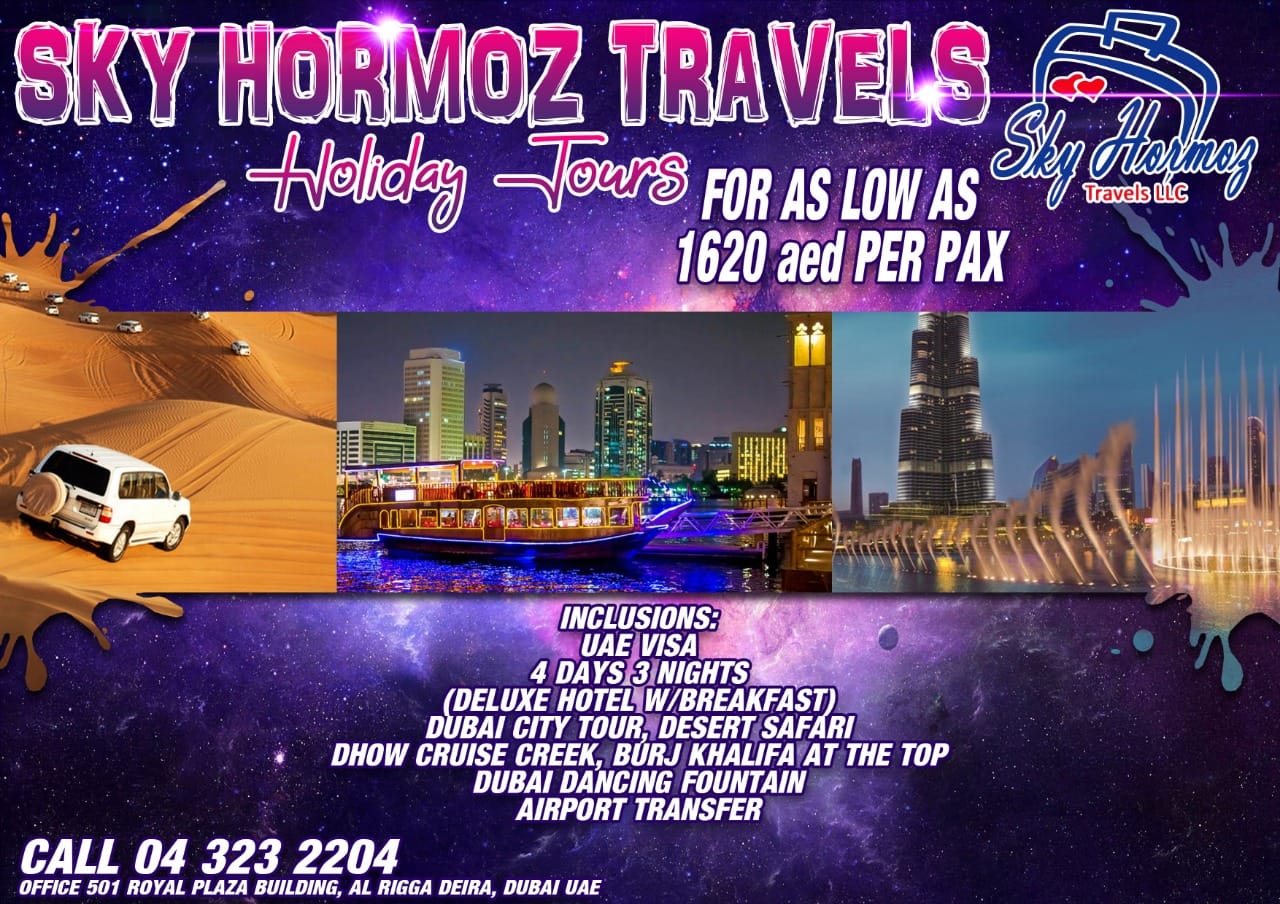 SKY HORMOZ TRAVELS
Holiday Tours
Sky Hormoz
Travels LLC
FOR AS LOW AS
1620 aed PER PAX
INCLUSIONS:
UAE VISA
4 DAYS 3 NIGHTS
(DELUXE HOTEL W/BREAKFAST)
DUBAI CITY TOUR, DESERT SAFARI
DHOW CRUISE CREEK, BURJ KHALIFA AT THE TOP
DUBAI DANCING FOUNTAIN
AIRPORT TRANSFER
CALL 04 323 2204
OFFICE 501 ROYAL PLAZA BUILDING, AL RIGGA DEIRA, DUBAI UAE